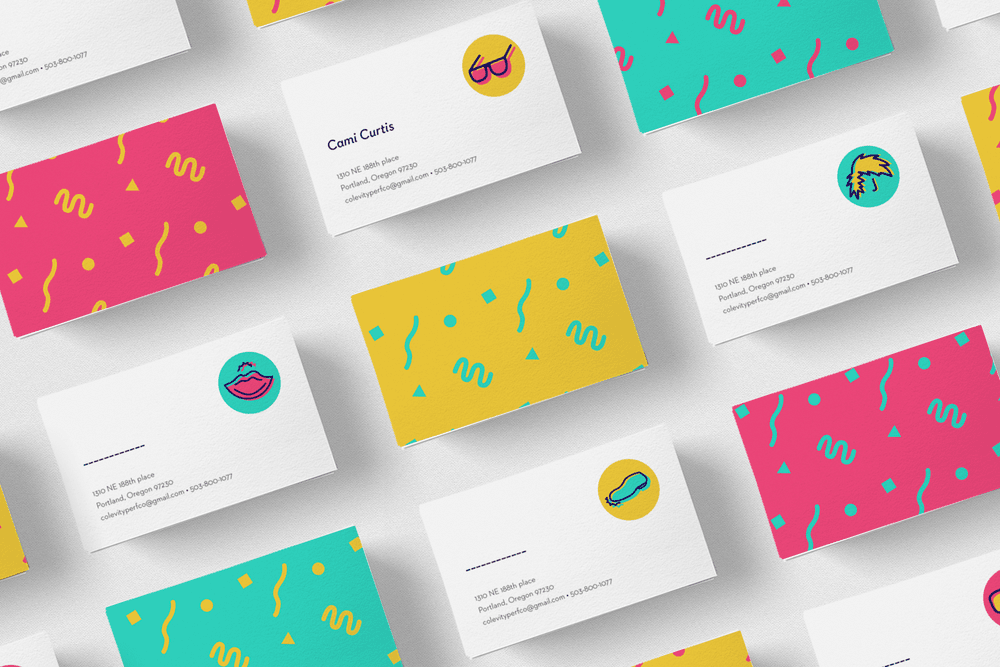 ce
on 97230
@gmail.com • 503-800-1077
Cami Curtis
1310 NE 188th place
Portland, Oregon 97230
colevityperfco@gmail.com • 503-800-1077
------------
1310 NE 188th place
Portland, Oregon 97230
colevityperfco@gmail.com • 503-800-1077
------------
1310 NE 188th place
Portland, Oregon 97230
colevityperfco@gmail.com • 503-800-1077
------------
1310 NE 188th place
Portland, Oregon 97230
colevityperfco@gmail.com • 503-800-1077